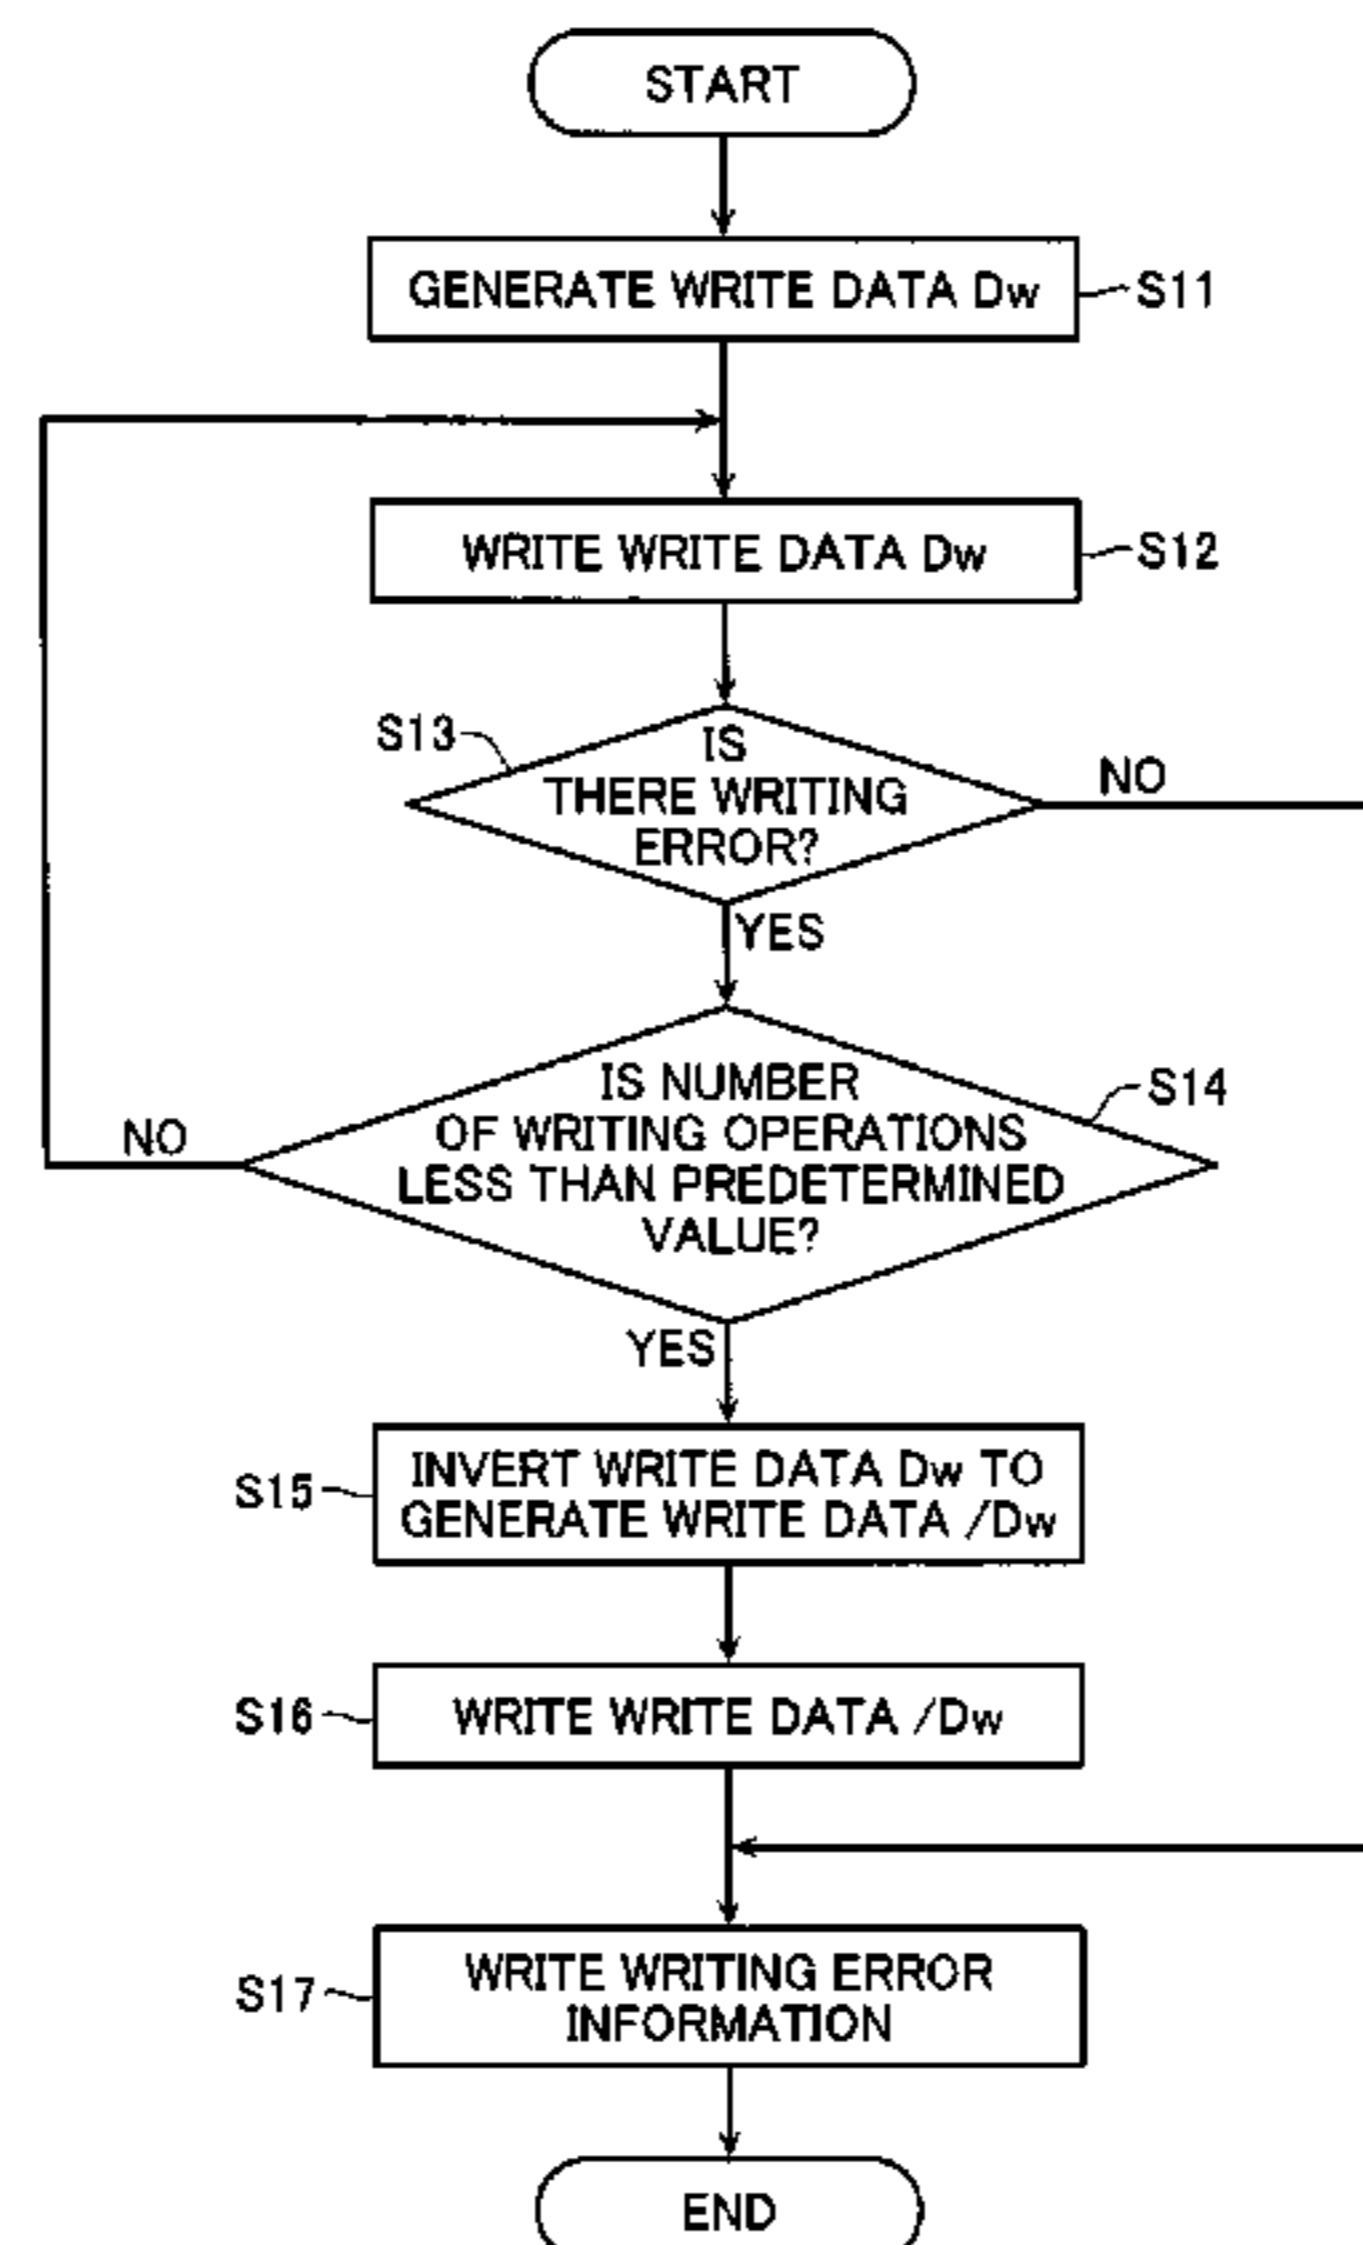 START
GENERATE WRITE DATA Dw
S11
WRITE WRITE DATA Dw
S12
S13
IS
THERE WRITING
ERROR?
NO
YES
IS NUMBER
OF WRITING OPERATIONS
LESS THAN PREDETERMINED
VALUE?
S14
NO
YES
S15
INVERT WRITE DATA Dw TO
GENERATE WRITE DATA /Dw
S16
WRITE WRITE DATA /Dw
S17
WRITE WRITING ERROR
INFORMATION
END